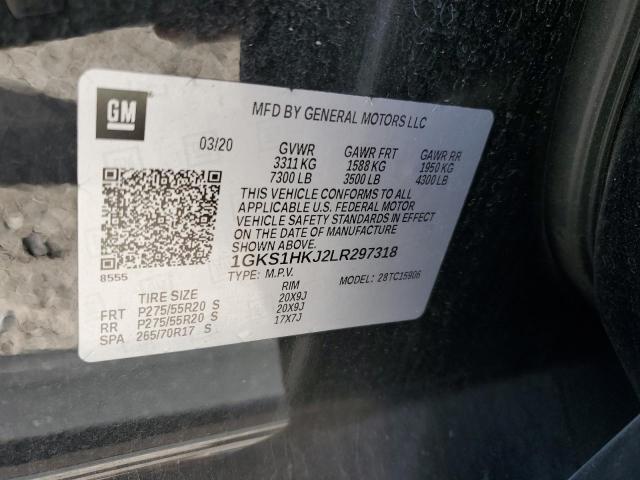 GM
MFD BY GENERAL MOTORS LLC
03/20 GVWR GAWR FRT GAWR RR
3311 KG 1588 KG 1950 KG
7300 LB 3500 LB 4300 LB
THIS VEHICLE CONFORMS TO ALL
APPLICABLE U.S. FEDERAL MOTOR
VEHICLE SAFETY STANDARDS IN EFFECT
ON THE DATE OF MANUFACTURE
SHOWN ABOVE.
8555 1GKS1HKJ2LR297318
TYPE: M.P.V. MODEL: 28TC15906
TIRE SIZE RIM
FRT P275/55R20 S 20X9J
RR P275/55R20 S 20X9J
SPA 265/70R17 S 17X7J